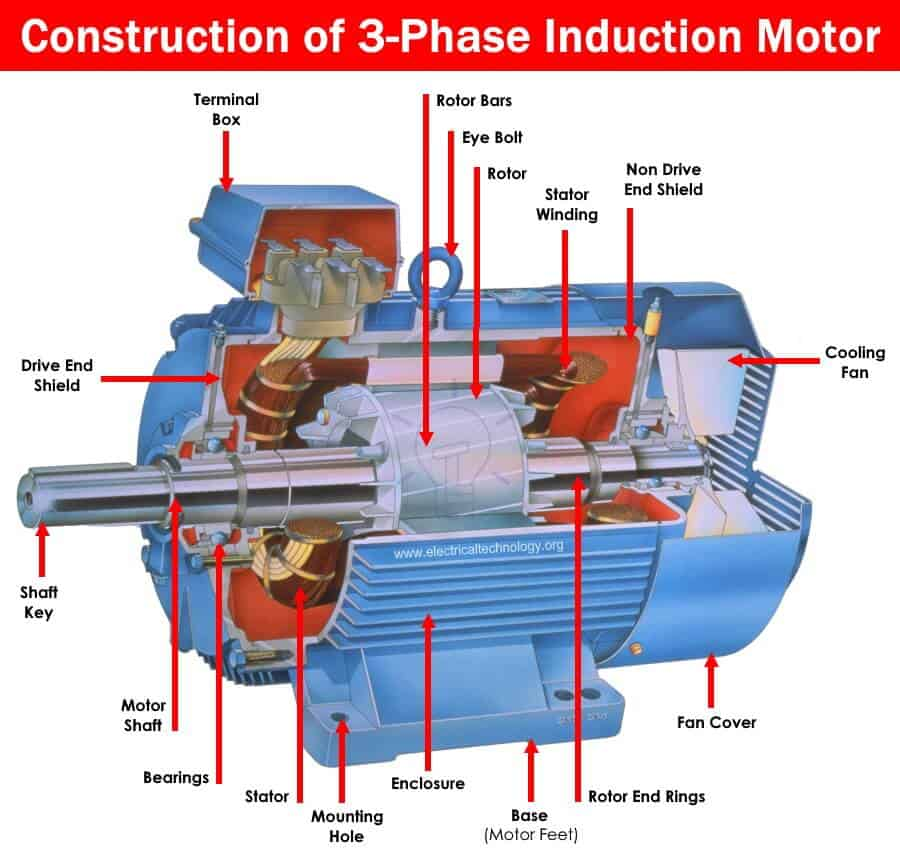 Construction of 3-Phase Induction Motor
Terminal
Box
Rotor Bars
Eye Bolt
Rotor
Stator
Winding
Non Drive
End Shield
Drive End
Shield
Cooling
Fan
www.electricaltechnology.org
Shaft
Key
Motor
Shaft
Bearings
Stator
Mounting
Hole
Enclosure
Base
(Motor Feet)
Rotor End Rings
Fan Cover